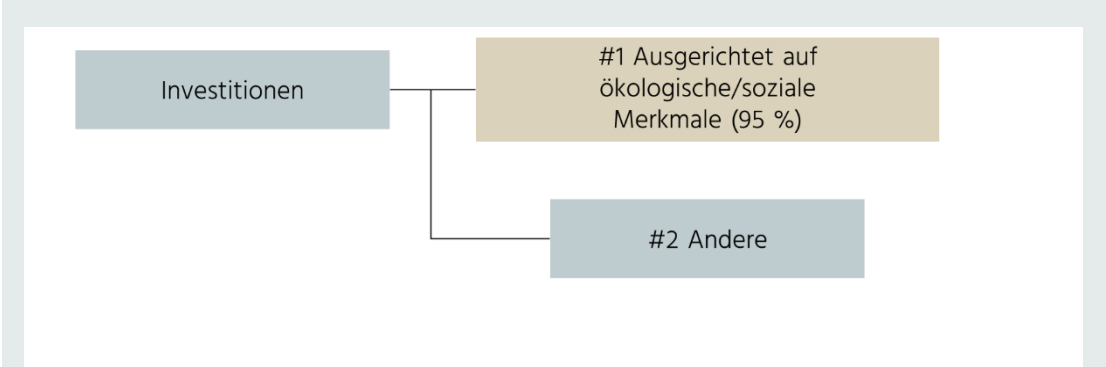 Investitionen
#1 Ausgerichtet auf
ökologische/soziale
Merkmale (95 %)
#2 Andere